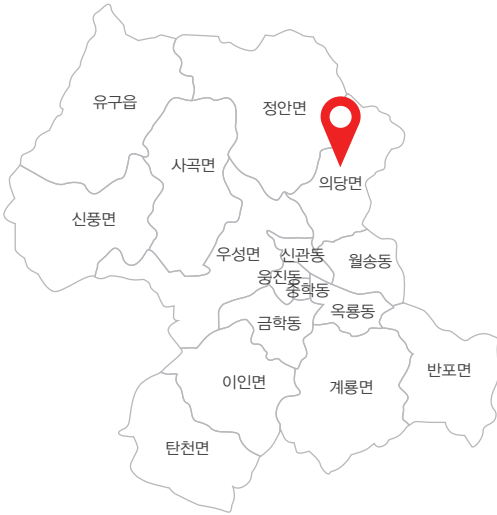 유구읍
정안면
사곡면
의당면
신풍면
우성면
신관동
월송동
웅진동
중학동
옥룡동
금학동
반포면
이인면
계룡면
탄천면